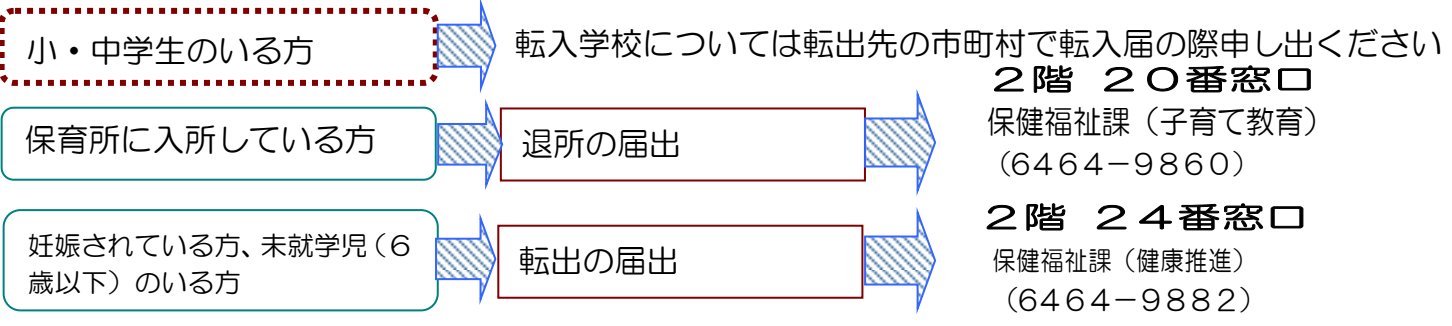 小・中学生のいる方
転入学校については転出先の市町村で転入届の際申し出ください
保育所に入所している方
退所の届出
2階 20番窓口
保健福祉課（子育て教育）
（6464－9860）
妊娠されている方、未就学児（6
歳以下）のいる方
転出の届出
2階 24番窓口
保健福祉課（健康推進）
（6464－9882）